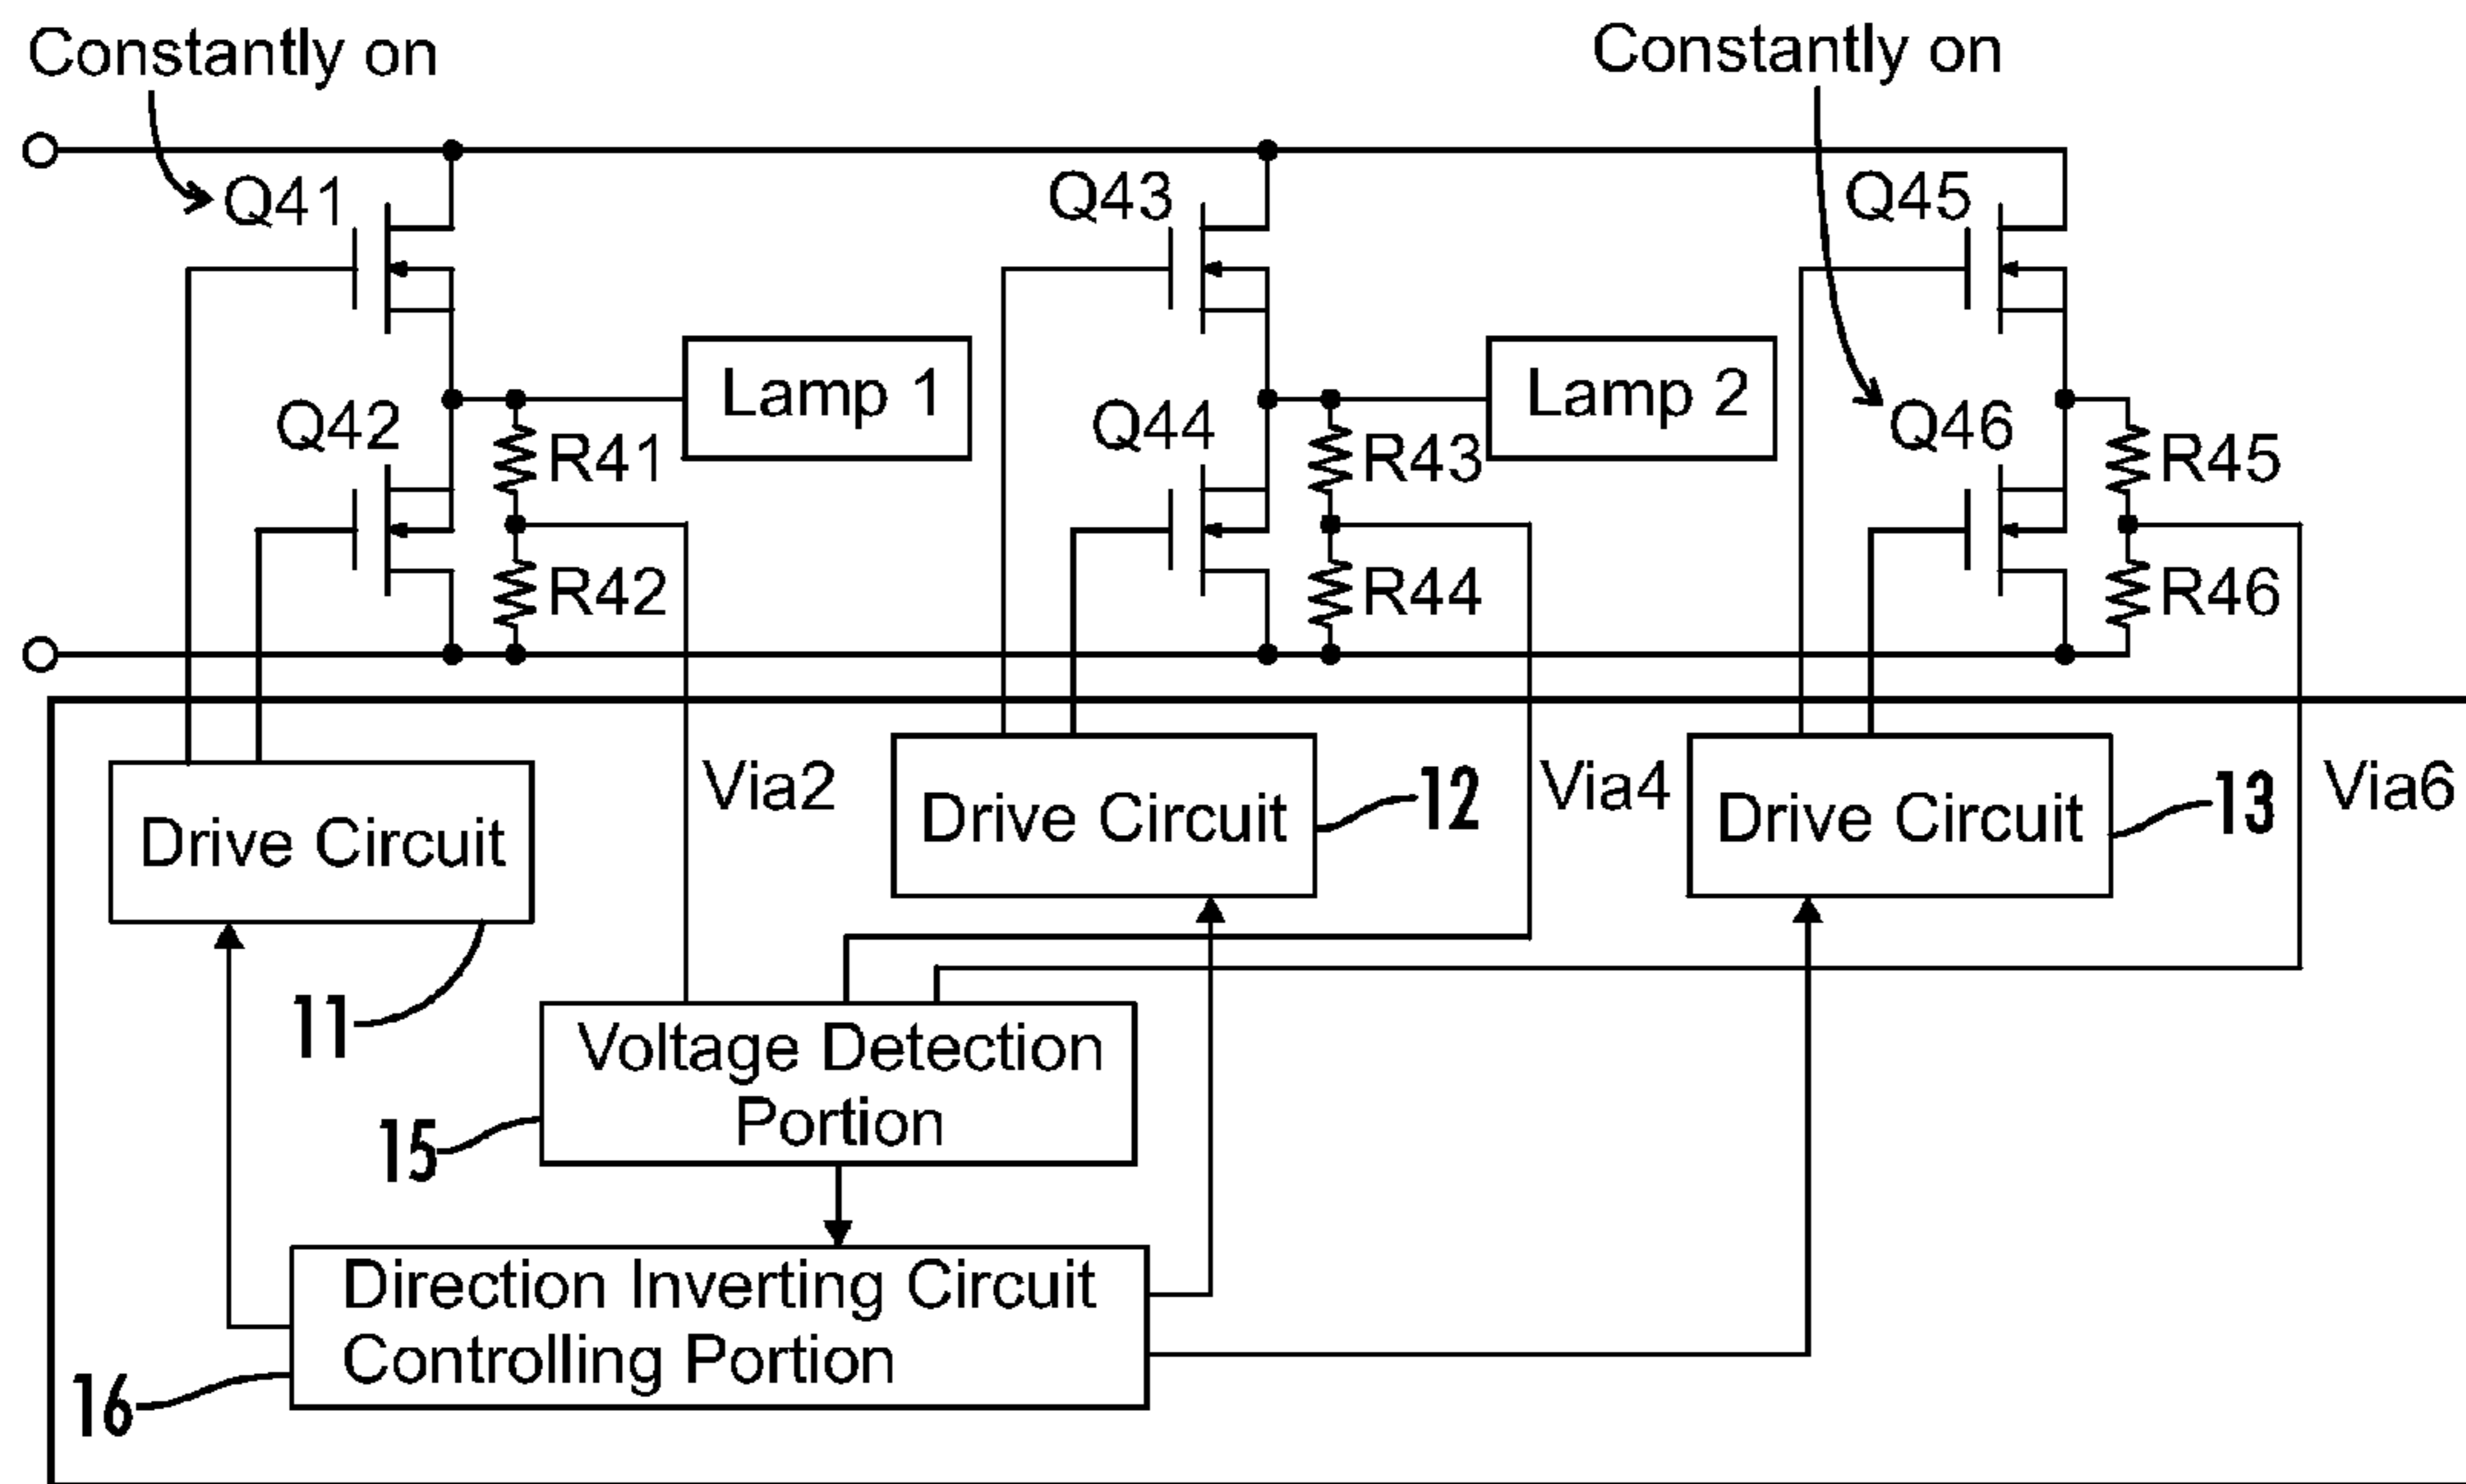 Constantly on
Constantly on
Q41
Q43
Q45
Lamp 1
Lamp 2
Q42
R41
Q44
R43
Q46
R45
R42
R44
R46
Via2
12
Via4
13
Via6
Drive Circuit
Drive Circuit
Drive Circuit
11
Voltage Detection
Portion
15
Direction Inverting Circuit
Controlling Portion
16